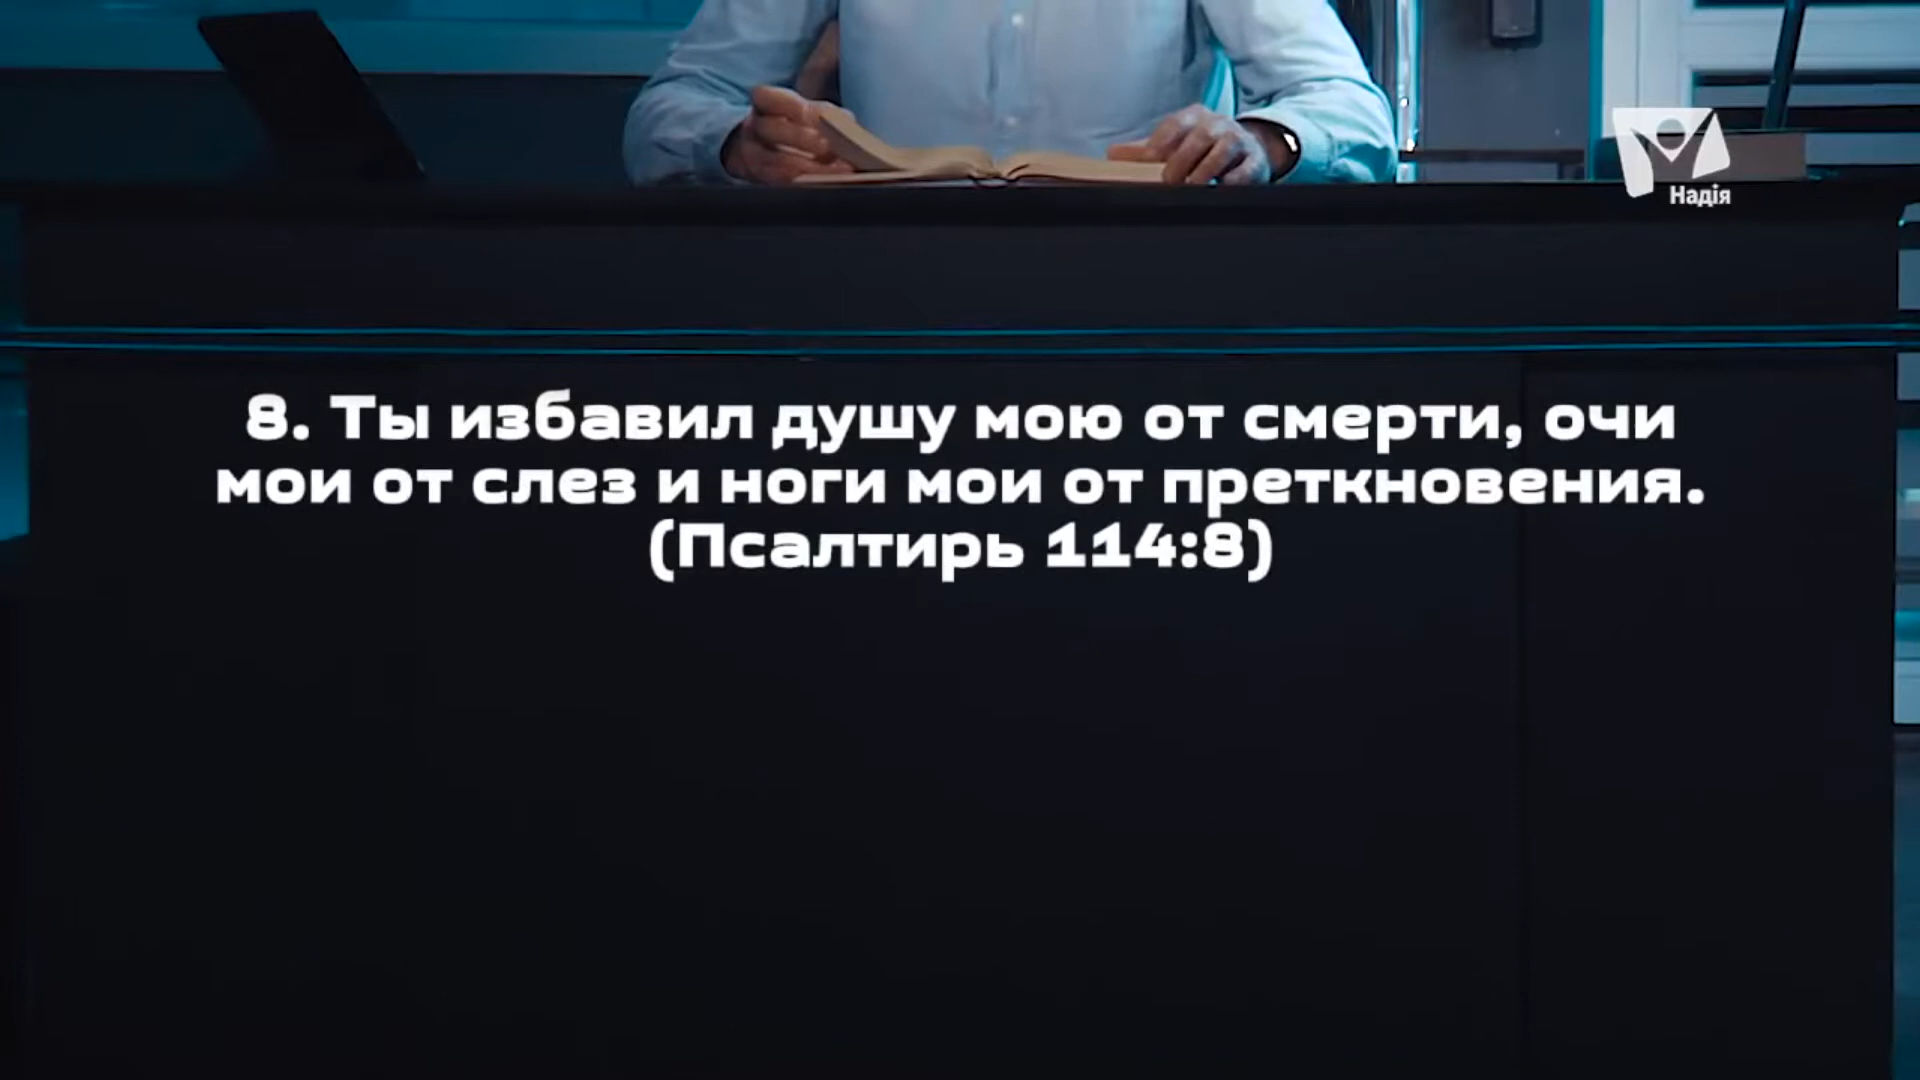 Надія
8. Ты избавил душу мою от смерти, очи
мои от слез и ноги мои от преткновения.
(Псалтирь 114:8)